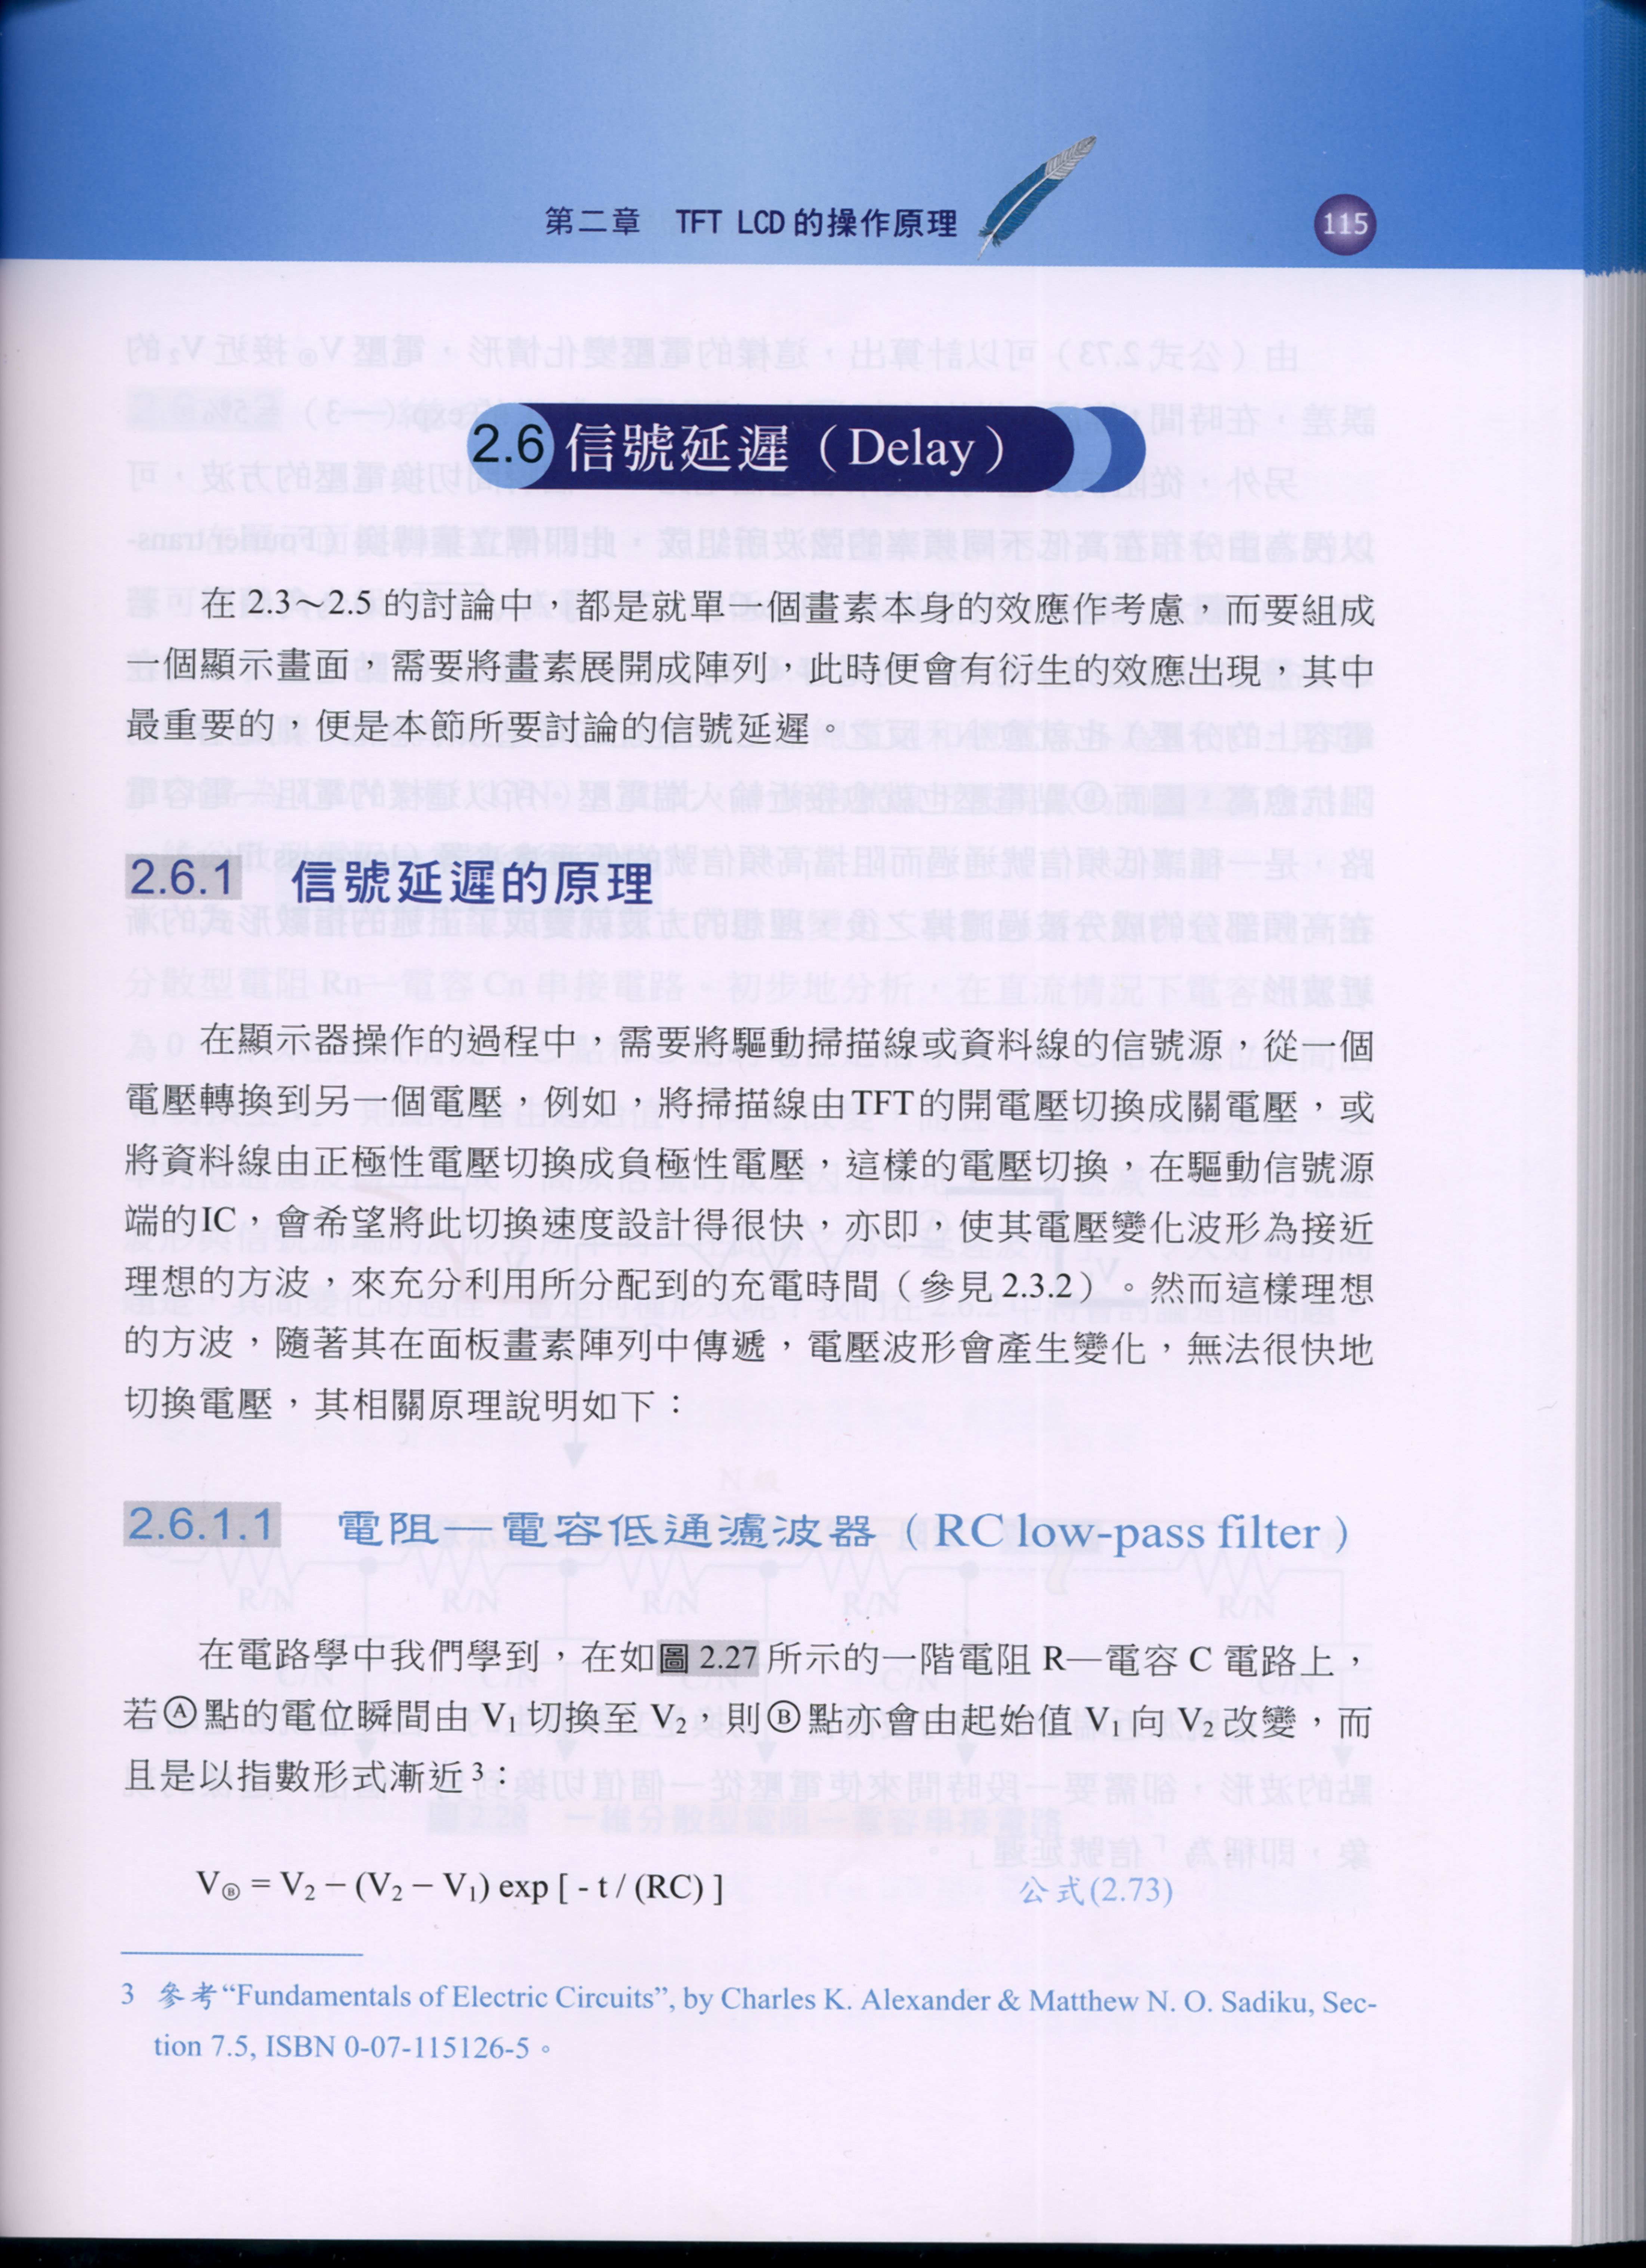 第二章 TFT LCD的操作原理
115
2.6 信號延遲（Delay）
在 2.3～2.5 的討論中，都是就單一個畫素本身的效應作考慮，而要組成
一個顯示畫面，需要將畫素展開成陣列，此時便會有衍生的效應出現，其中
最重要的，便是本節所要討論的信號延遲。
2.6.1 信號延遲的原理
在顯示器操作的過程中，需要將驅動掃描線或資料線的信號源，從一個
電壓轉換到另一個電壓，例如，將掃描線由TFT的開電壓切換成關電壓，或
將資料線由正極性電壓切換成負極性電壓，這樣的電壓切換，在驅動信號源
端的IC，會希望將此切換速度設計得很快，亦即，使其電壓變化波形為接近
理想的方波，來充分利用所分配到的充電時間（參見 2.3.2）。然而這樣理想
的方波，隨著其在面板畫素陣列中傳遞，電壓波形會產生變化，無法很快地
切換電壓，其相關原理說明如下：
2.6.1.1 電阻—電容低通濾波器（RC low-pass filter）
在電路學中我們學到，在如圖 2.27 所示的一階電阻 R—電容 C 電路上，
若Ⓐ點的電位瞬間由 V₁ 切換至 V₂，則Ⓑ點亦會由起始值 V₁ 向 V₂ 改變，而
且是以指數形式漸近³：
VⒷ = V₂ − (V₂ − V₁) exp [ - t / (RC) ] 公式(2.73)
3 參考“Fundamentals of Electric Circuits”, by Charles K. Alexander & Matthew N. O. Sadiku, Sec-
tion 7.5, ISBN 0-07-115126-5。